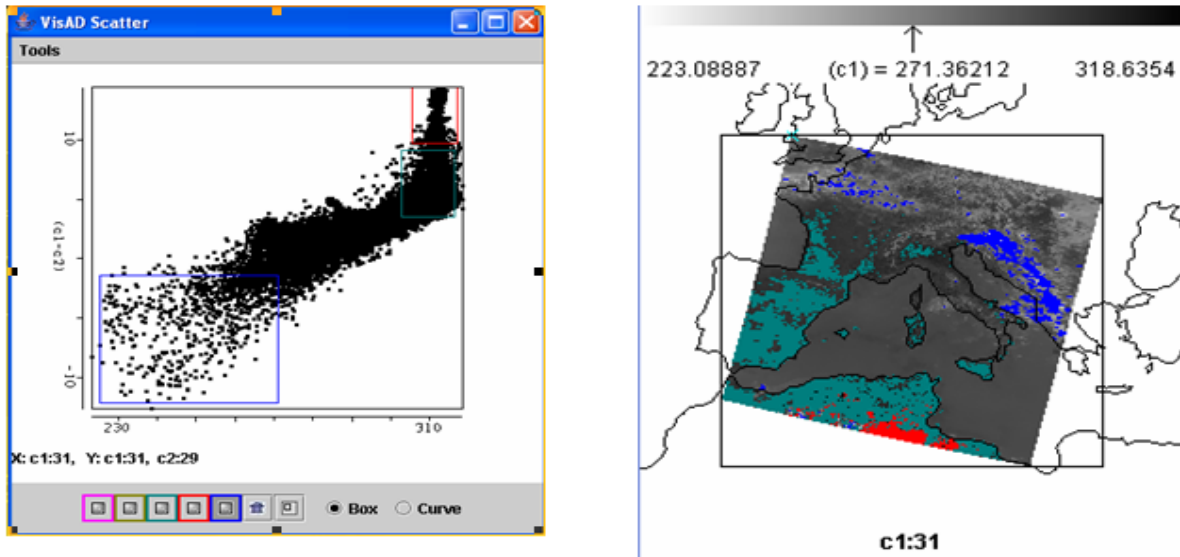 VisAD Scatter
Tools
10
(c1-c2)
-10
230 310
X: c1:31, Y: c1:31, c2:29
Box Curve
223.08887 (c1) = 271.36212 318.6354
c1:31